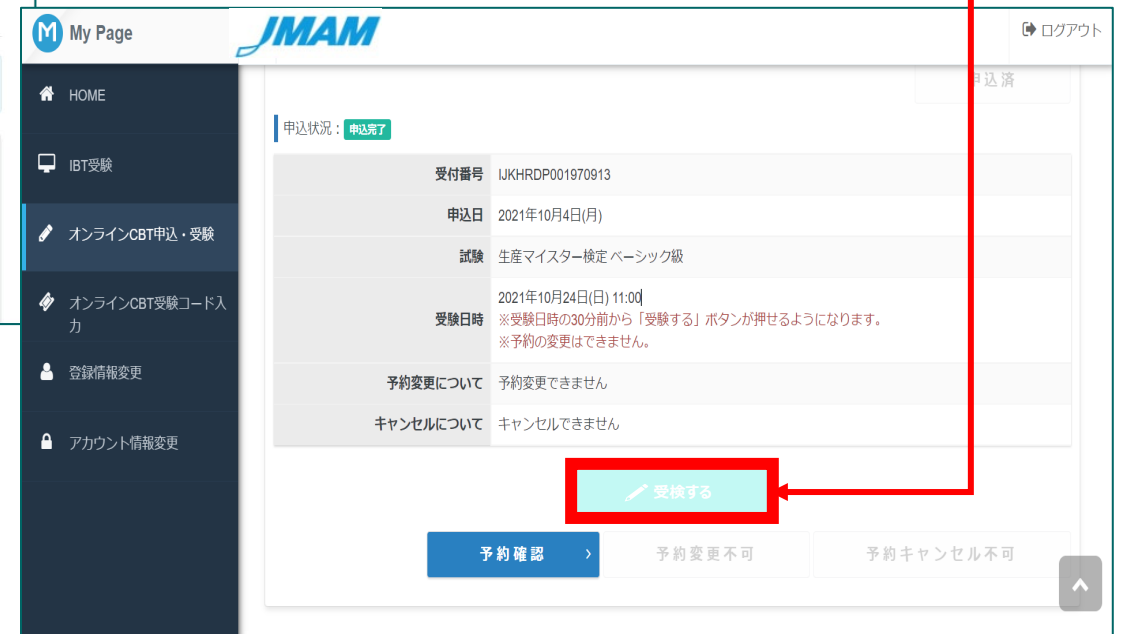 M My Page
JMAM
ログアウト
HOME
IBT受験
オンラインCBT申込・受験
オンラインCBT受験コード入
力
登録情報変更
アカウント情報変更
申込済
申込状況：申込完了
受付番号 IJKHRDP001970913
申込日 2021年10月4日(月)
試験 生産マイスター検定 ベーシック級
受験日時 2021年10月24日(日) 11:00
※受験日時の30分前から「受験する」ボタンが押せるようになります。
※予約の変更はできません。
予約変更について 予約変更できません
キャンセルについて キャンセルできません
受検する
予約確認
予約変更不可
予約キャンセル不可